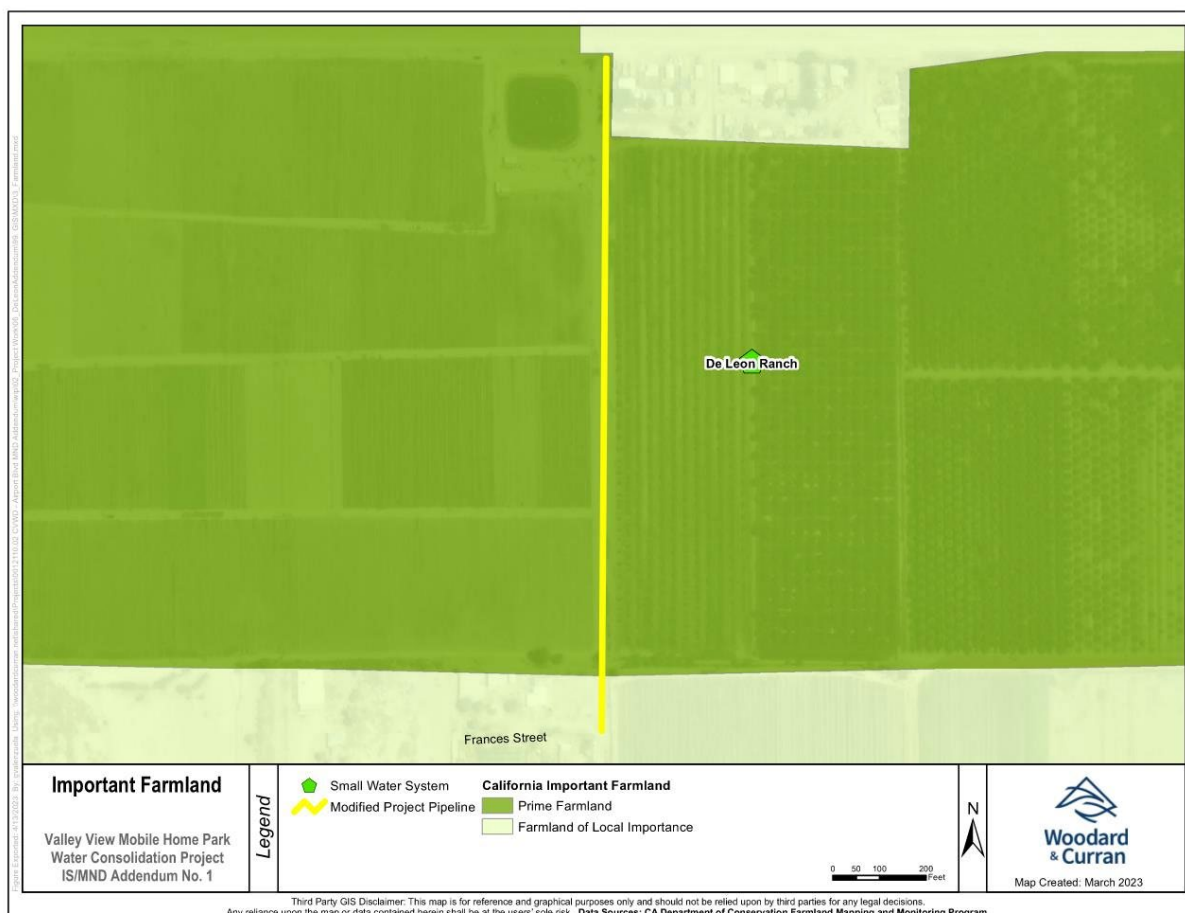 De Leon Ranch
Frances Street
Important Farmland
Valley View Mobile Home Park
Water Consolidation Project
IS/MND Addendum No. 1
Legend
Small Water System
Modified Project Pipeline
California Important Farmland
Prime Farmland
Farmland of Local Importance
0 50 100 200
Feet
N
Woodard
& Curran
Map Created: March 2023
Third Party GIS Disclaimer: This map is for reference and graphical purposes only and should not be relied upon by third parties for any legal decisions.
Any reliance upon the map or data contained herein shall be at the users' sole risk. Data Sources: CA Department of Conservation Farmland Mapping and Monitoring Program